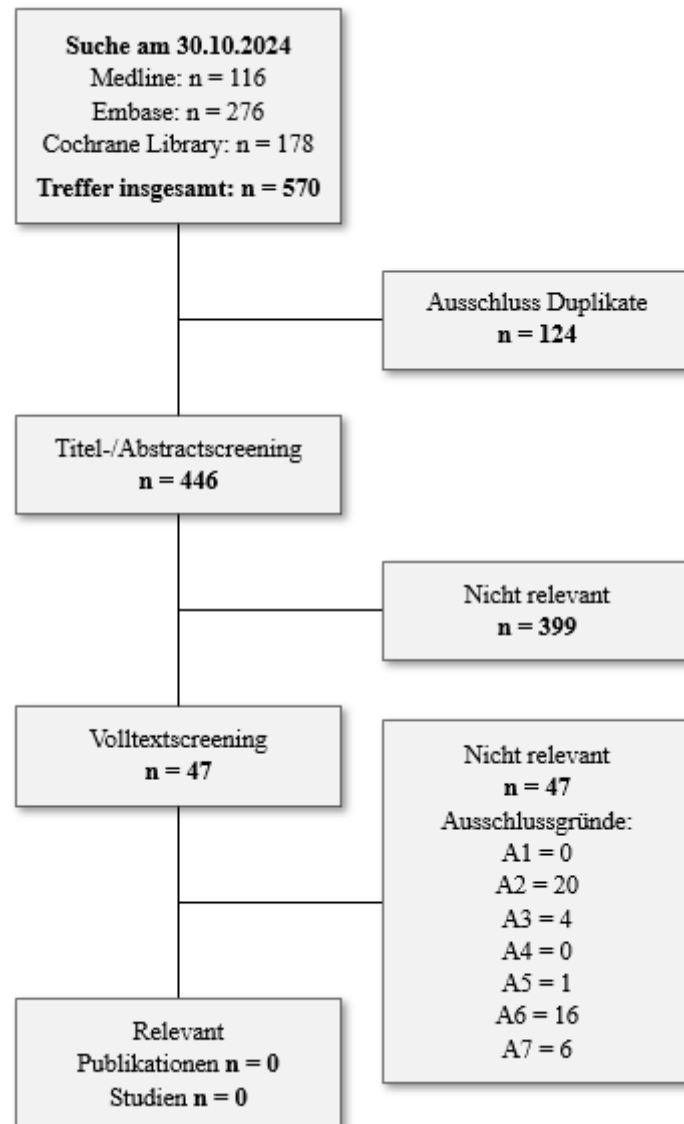 Suche am 30.10.2024
Medline: n = 116
Embase: n = 276
Cochrane Library: n = 178
Treffer insgesamt: n = 570
Ausschluss Duplikate
n = 124
Titel-/Abstractscreening
n = 446
Nicht relevant
n = 399
Volltextscreening
n = 47
Nicht relevant
n = 47
Ausschlussgründe:
A1 = 0
A2 = 20
A3 = 4
A4 = 0
A5 = 1
A6 = 16
A7 = 6
Relevant
Publikationen n = 0
Studien n = 0